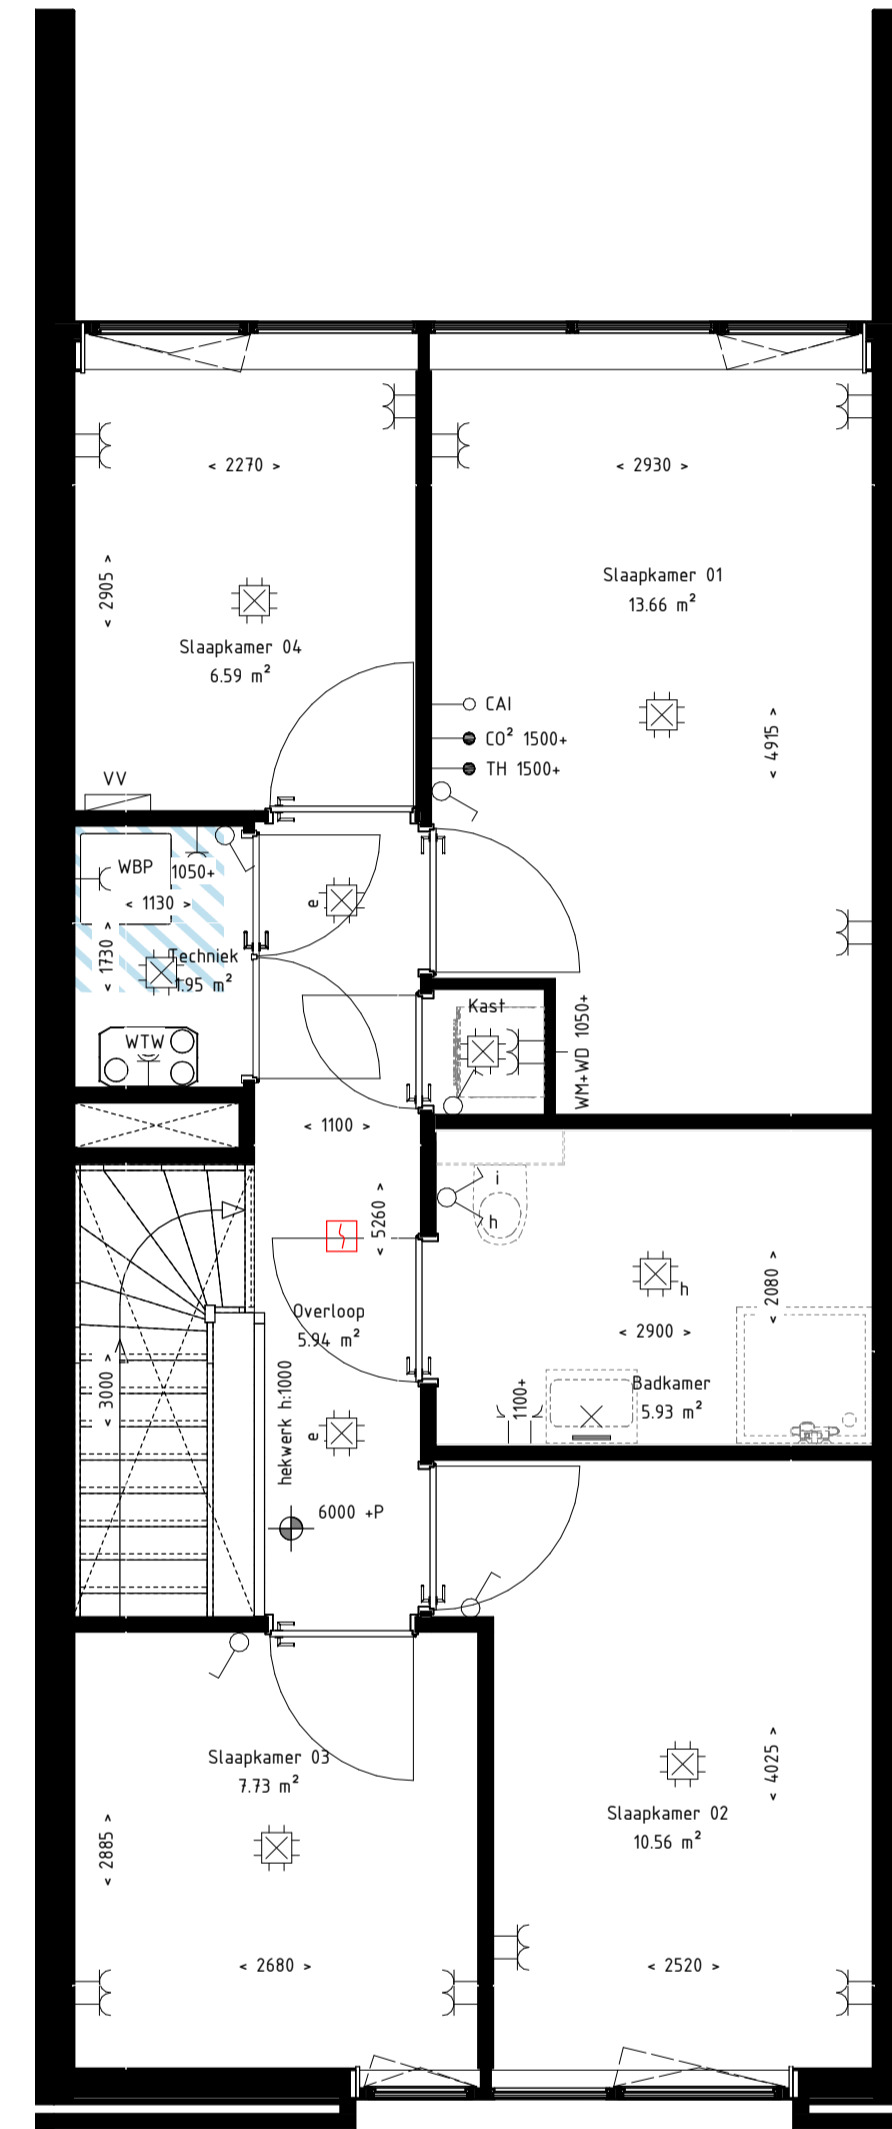 < 2270 >
< 2930 >
< 2905 >
Slaapkamer 01
13.66 m²
Slaapkamer 04
6.59 m²
CAI
CO² 1500+
TH 1500+
< 4915 >
VV
WBP
1050+
< 1130 >
e
< 1730 >
Techniek
1.95 m²
Kast
WTW
WM+WD 1050+
< 1100 >
i
h
< 5260 >
h
< 2080 >
Overloop
5.94 m²
< 2900 >
< 3000 >
hekwerk h:1000
1100+
Badkamer
5.93 m²
e
6000 +P
Slaapkamer 03
7.73 m²
< 4025 >
Slaapkamer 02
10.56 m²
< 2885 >
< 2680 >
< 2520 >